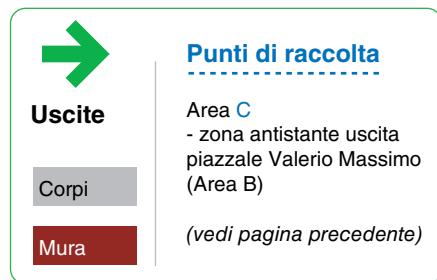 Uscite
Corpi
Mura
Punti di raccolta
Area C
- zona antistante uscita
piazzale Valerio Massimo
(Area B)
(vedi pagina precedente)